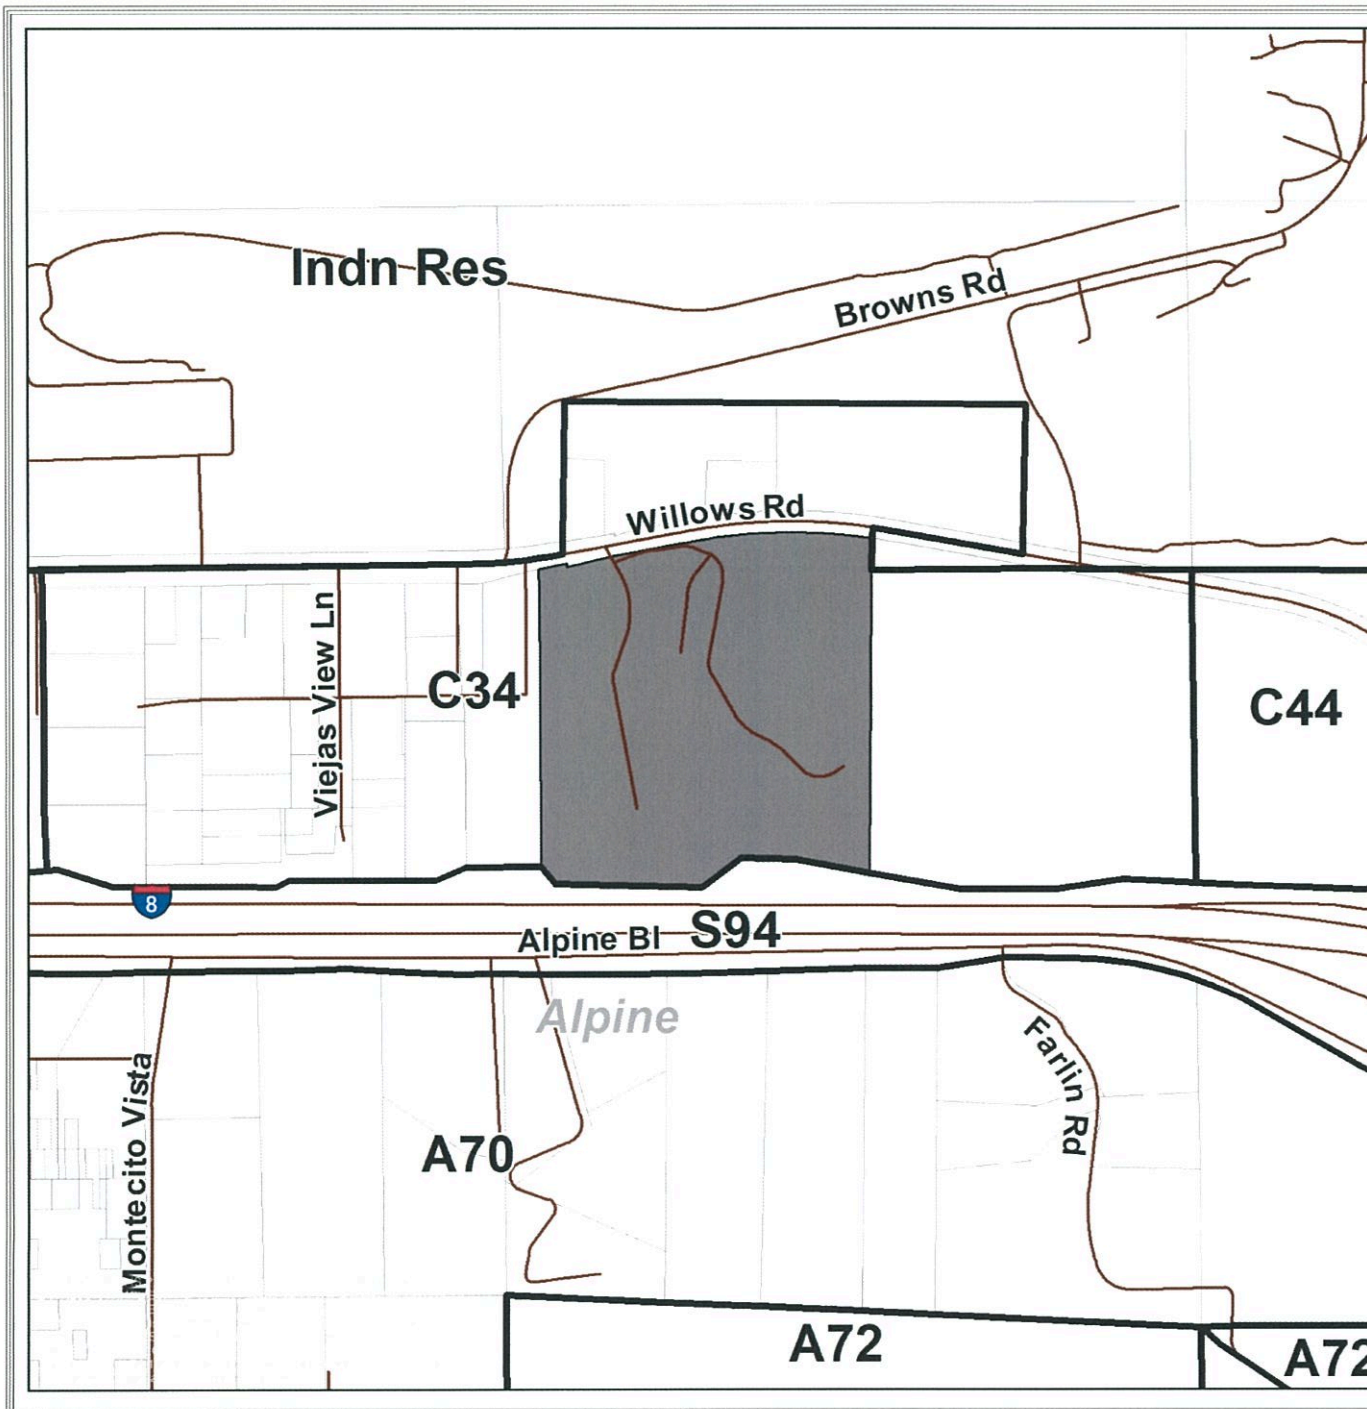 Indn Res
Browns Rd
Willows Rd
Viejas View Ln
C34
C44
8
Alpine Bl
S94
Alpine
Farlin Rd
Montecito Vista
A70
A72
A72